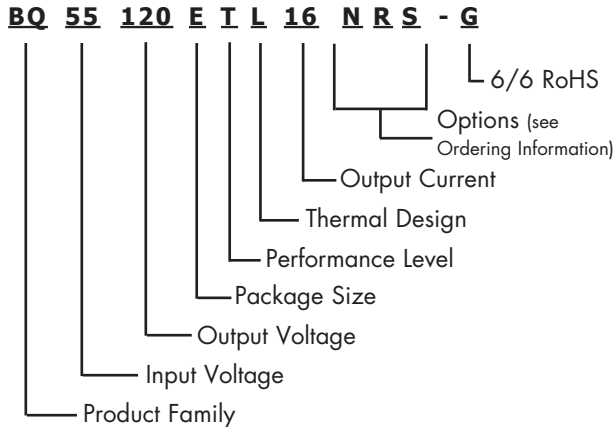 BQ 55 120 E T L 16 N R S - G
6/6 RoHS
Options (see
Ordering Information)
Output Current
Thermal Design
Performance Level
Package Size
Output Voltage
Input Voltage
Product Family